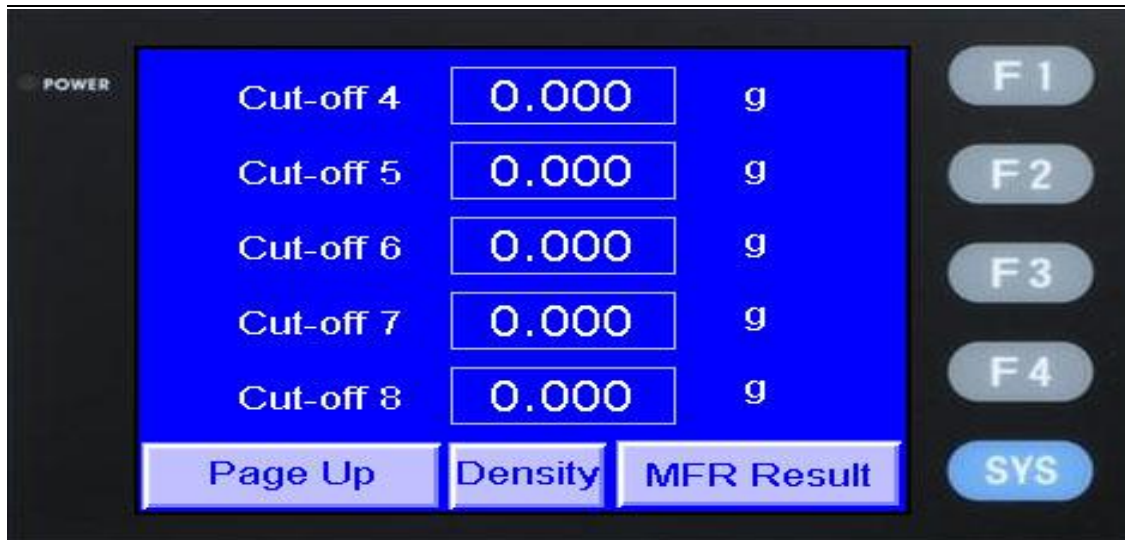 POWER
Cut-off 4 0.000 g
Cut-off 5 0.000 g
Cut-off 6 0.000 g
Cut-off 7 0.000 g
Cut-off 8 0.000 g
Page Up Density MFR Result
F1
F2
F3
F4
SYS